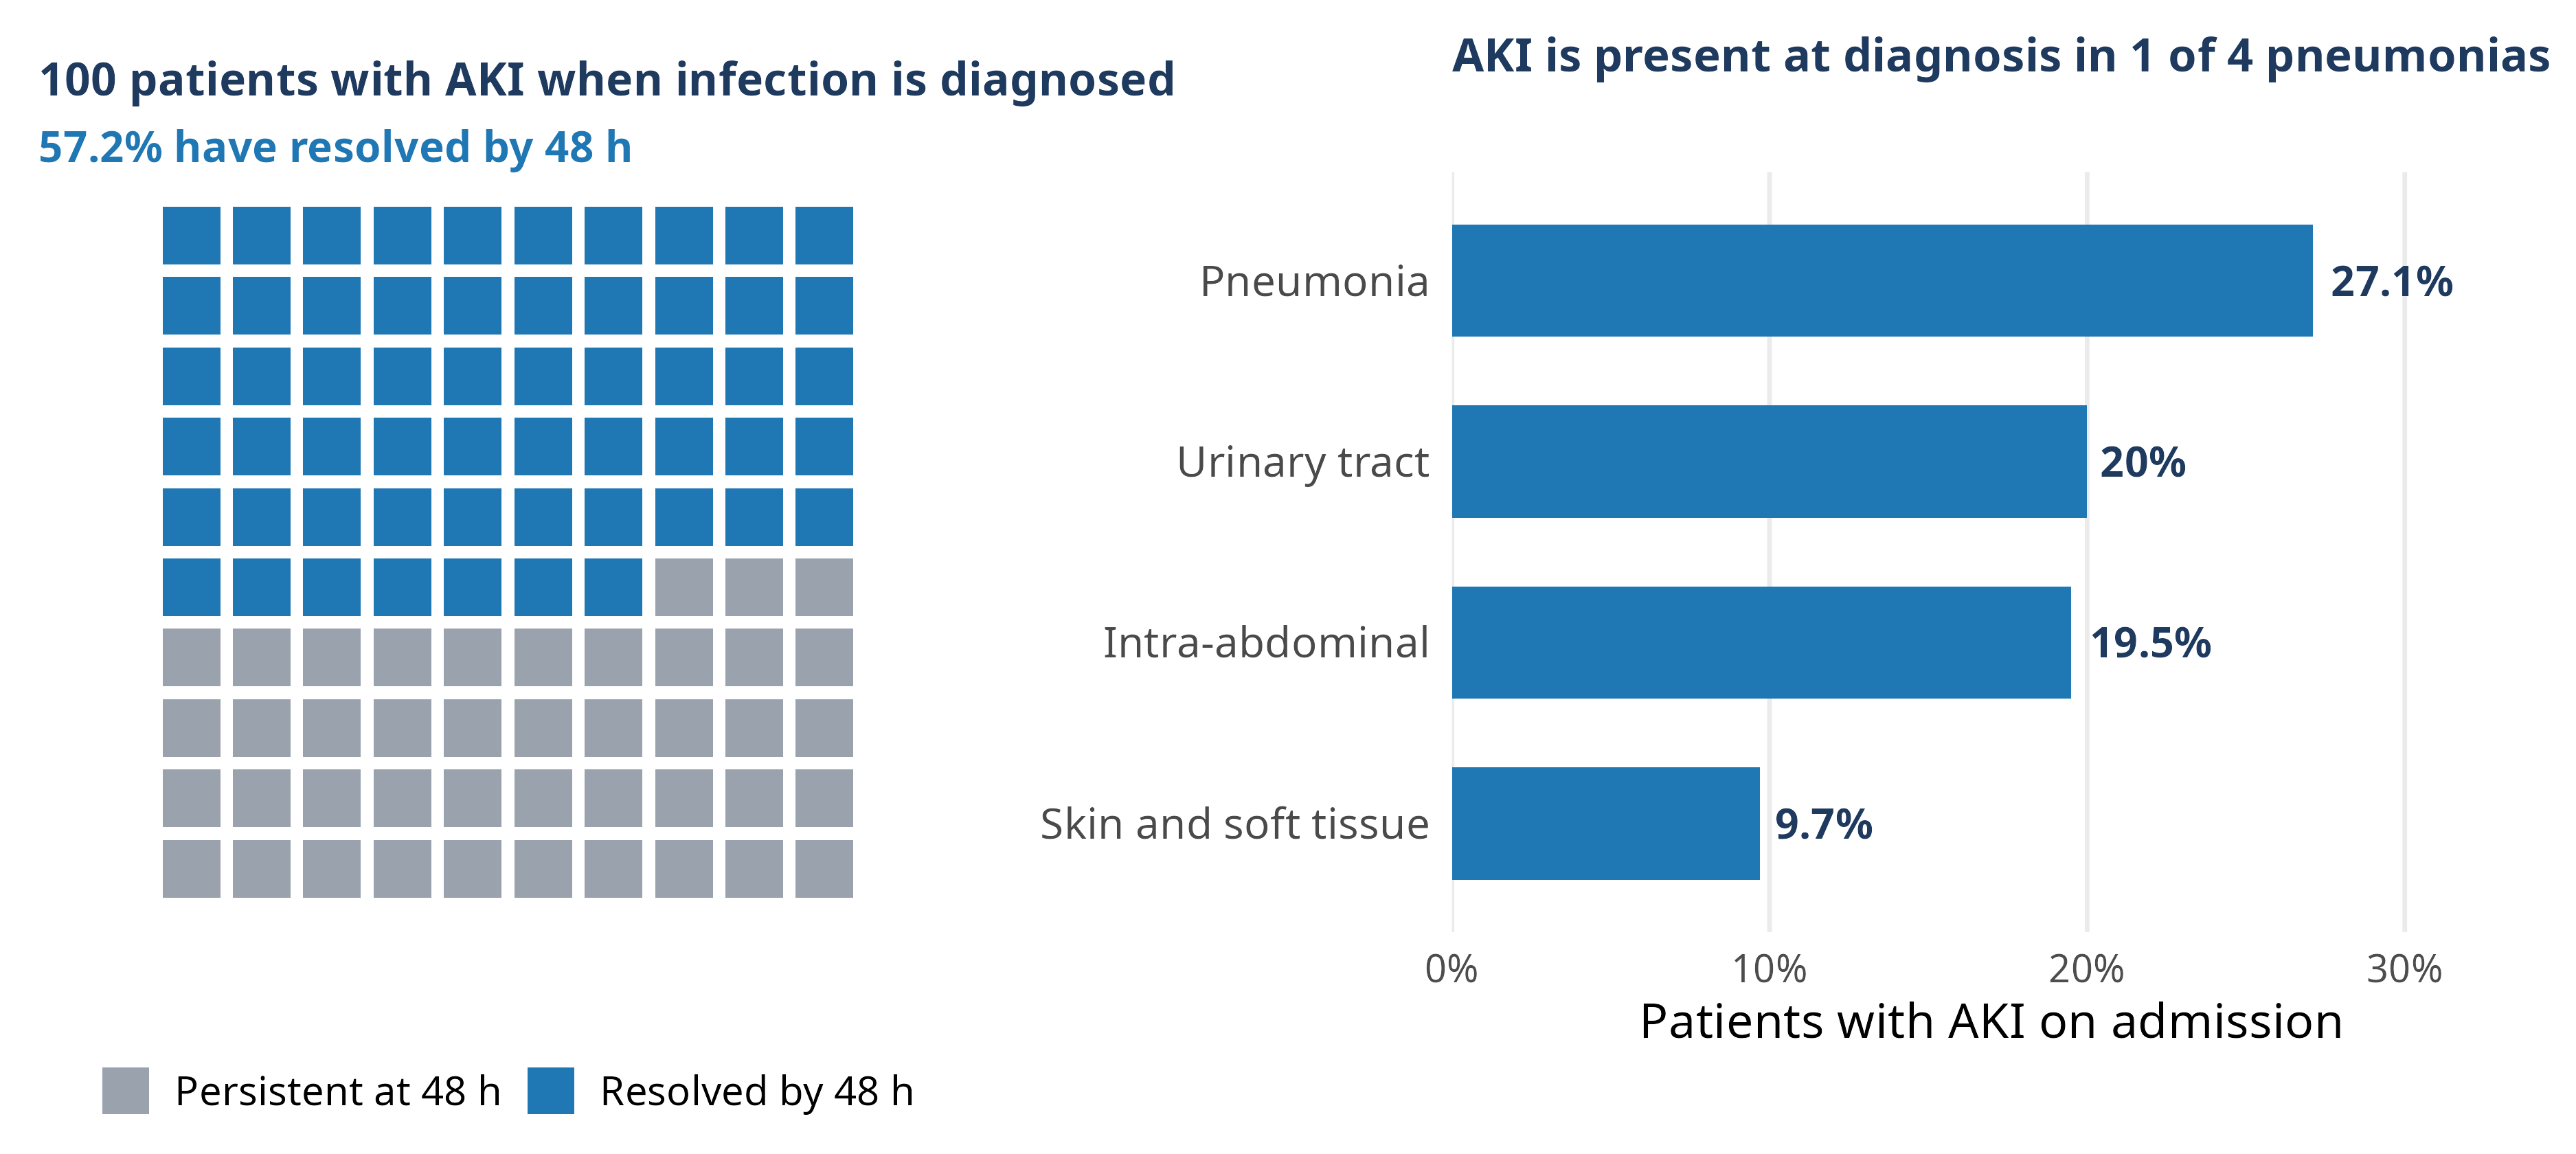 100 patients with AKI when infection is diagnosed
57.2% have resolved by 48 h
Persistent at 48 h
Resolved by 48 h
AKI is present at diagnosis in 1 of 4 pneumonias
Pneumonia
27.1%
Urinary tract
20%
Intra-abdominal
19.5%
Skin and soft tissue
9.7%
0%
10%
20%
30%
Patients with AKI on admission